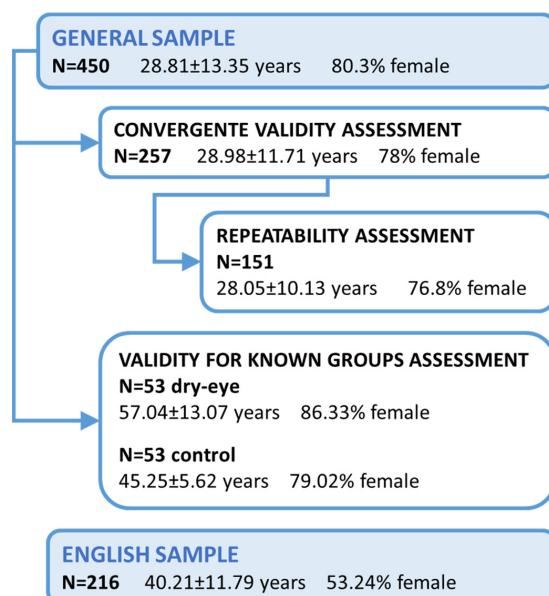 GENERAL SAMPLE
N=450 28.81±13.35 years 80.3% female
CONVERGENTE VALIDITY ASSESSMENT
N=257 28.98±11.71 years 78% female
REPEATABILITY ASSESSMENT
N=151
28.05±10.13 years 76.8% female
VALIDITY FOR KNOWN GROUPS ASSESSMENT
N=53 dry-eye
57.04±13.07 years 86.33% female
N=53 control
45.25±5.62 years 79.02% female
ENGLISH SAMPLE
N=216 40.21±11.79 years 53.24% female